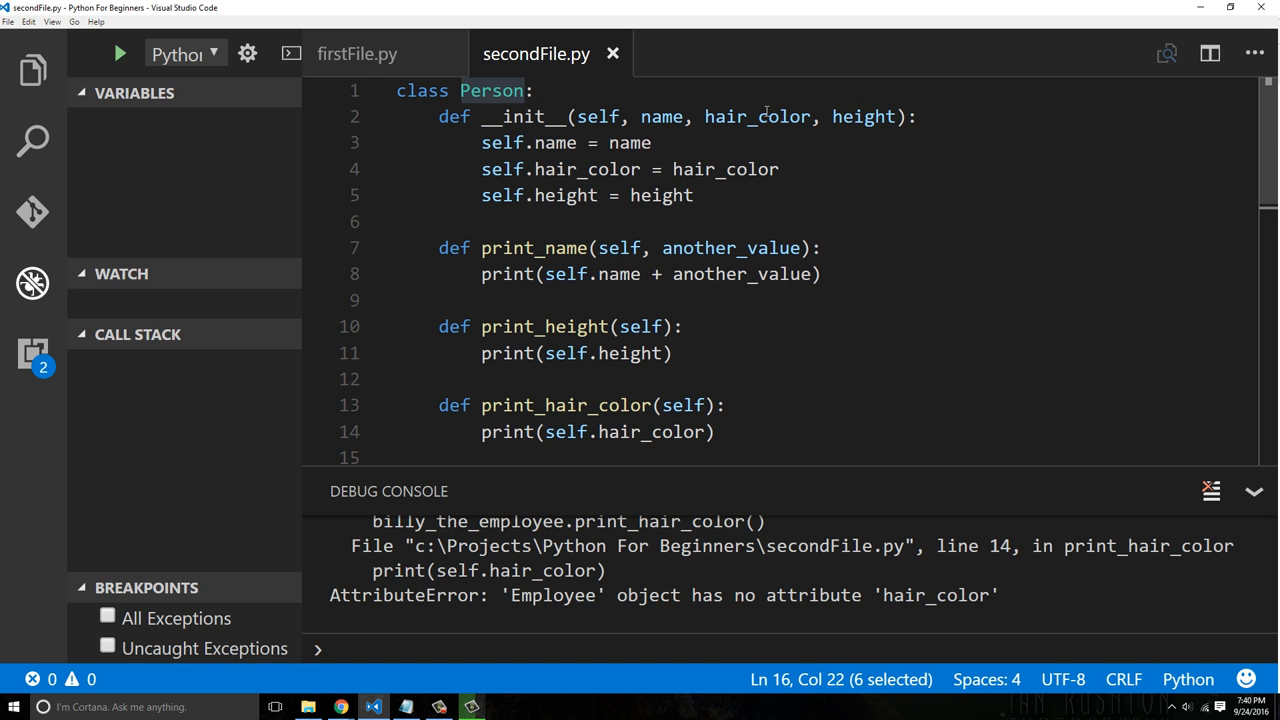 secondFile.py - Python For Beginners - Visual Studio Code
File Edit View Go Help
Pythor
firstFile.py
secondFile.py
VARIABLES
WATCH
CALL STACK
BREAKPOINTS
All Exceptions
Uncaught Exceptions
2
1 class Person:
2 def __init__(self, name, hair_color, height):
3 self.name = name
4 self.hair_color = hair_color
5 self.height = height
6
7 def print_name(self, another_value):
8 print(self.name + another_value)
9
10 def print_height(self):
11 print(self.height)
12
13 def print_hair_color(self):
14 print(self.hair_color)
15
DEBUG CONSOLE
billy_the_employee.print_hair_color()
File "c:\Projects\Python For Beginners\secondFile.py", line 14, in print_hair_color
print(self.hair_color)
AttributeError: 'Employee' object has no attribute 'hair_color'
0 0 Ln 16, Col 22 (6 selected) Spaces: 4 UTF-8 CRLF Python
I'm Cortana. Ask me anything.
7:40 PM
9/24/2016